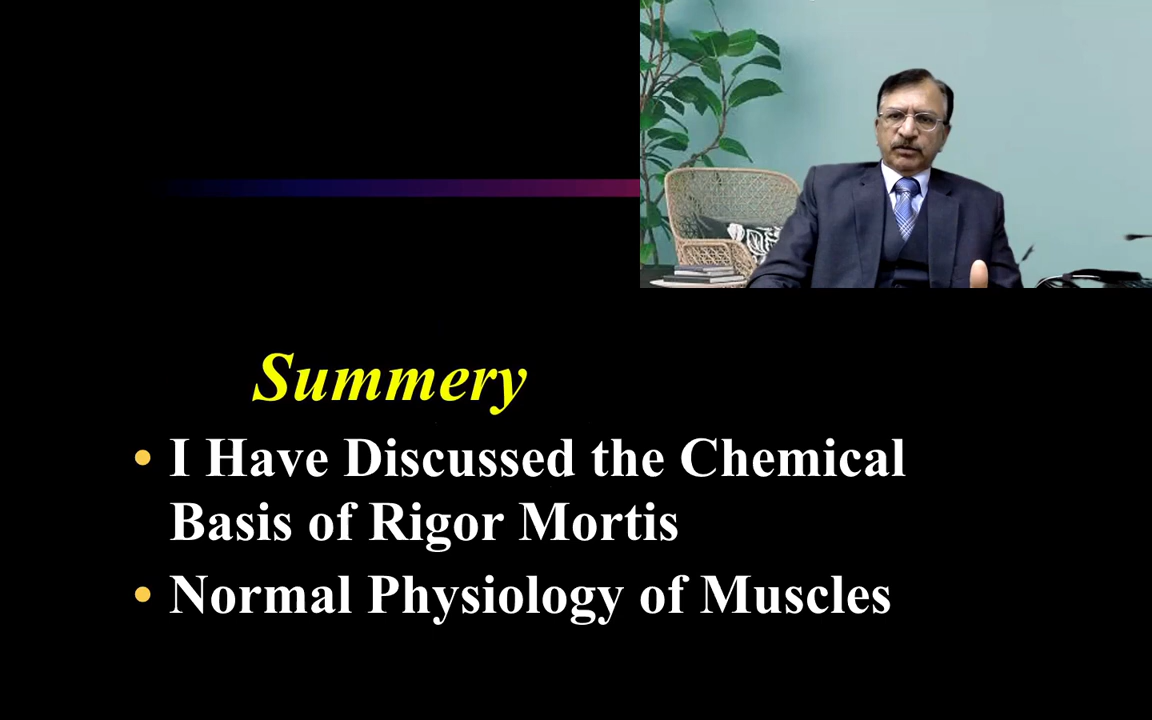 Summery
• I Have Discussed the Chemical
Basis of Rigor Mortis
• Normal Physiology of Muscles